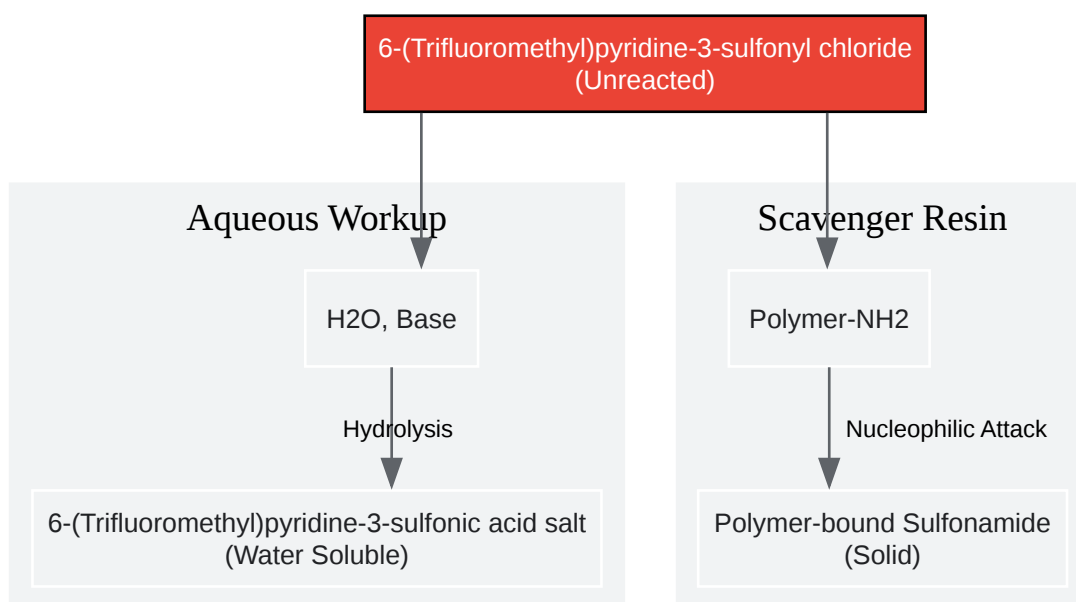 6-(Trifluoromethyl)pyridine-3-sulfonyl chloride
(Unreacted)
Aqueous Workup
H2O, Base
Hydrolysis
6-(Trifluoromethyl)pyridine-3-sulfonic acid salt
(Water Soluble)
Scavenger Resin
Polymer-NH2
Nucleophilic Attack
Polymer-bound Sulfonamide
(Solid)